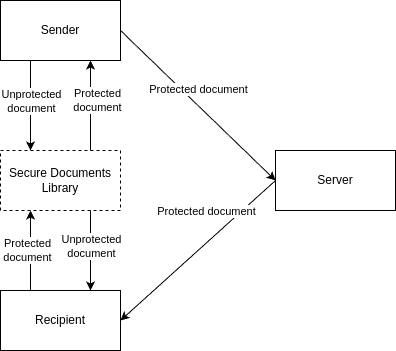 Sender
Unprotected
document
Protected
document
Protected document
Secure Documents
Library
Server
Protected document
Protected
document
Unprotected
document
Recipient